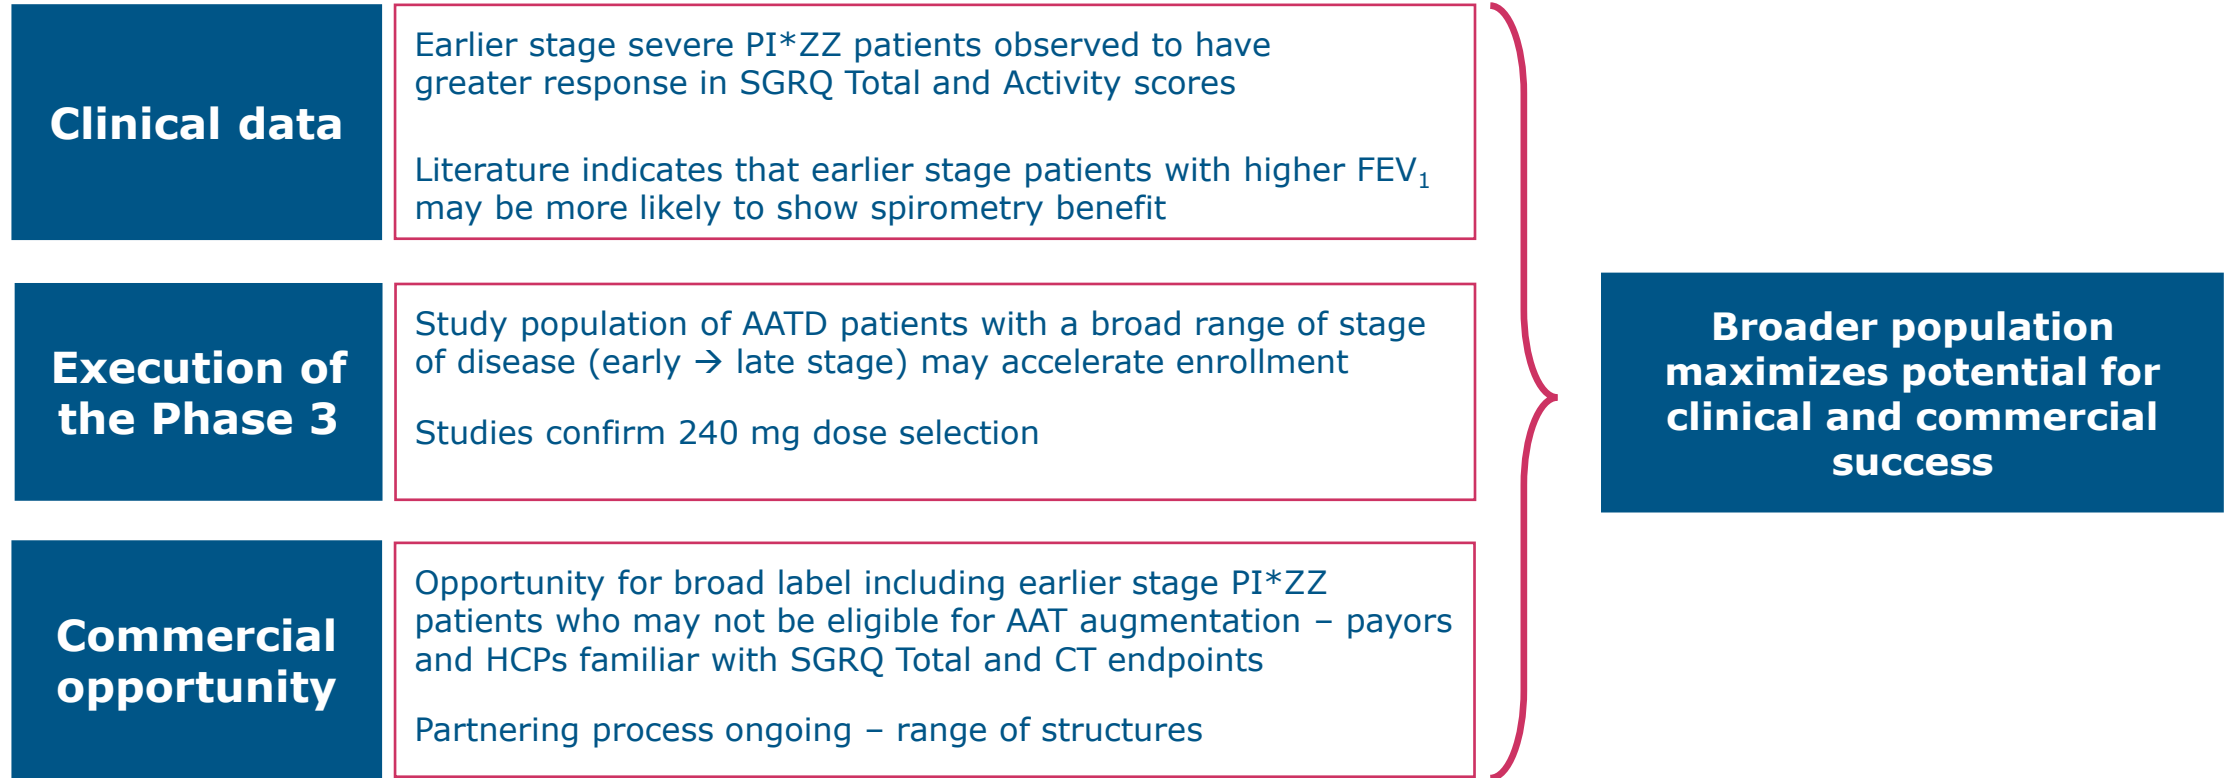 Clinical data
Earlier stage severe PI*ZZ patients observed to have
greater response in SGRQ Total and Activity scores
Literature indicates that earlier stage patients with higher FEV₁
may be more likely to show spirometry benefit
Execution of
the Phase 3
Study population of AATD patients with a broad range of stage
of disease (early → late stage) may accelerate enrollment
Studies confirm 240 mg dose selection
Commercial
opportunity
Opportunity for broad label including earlier stage PI*ZZ
patients who may not be eligible for AAT augmentation – payors
and HCPs familiar with SGRQ Total and CT endpoints
Partnering process ongoing – range of structures
Broader population
maximizes potential for
clinical and commercial
success